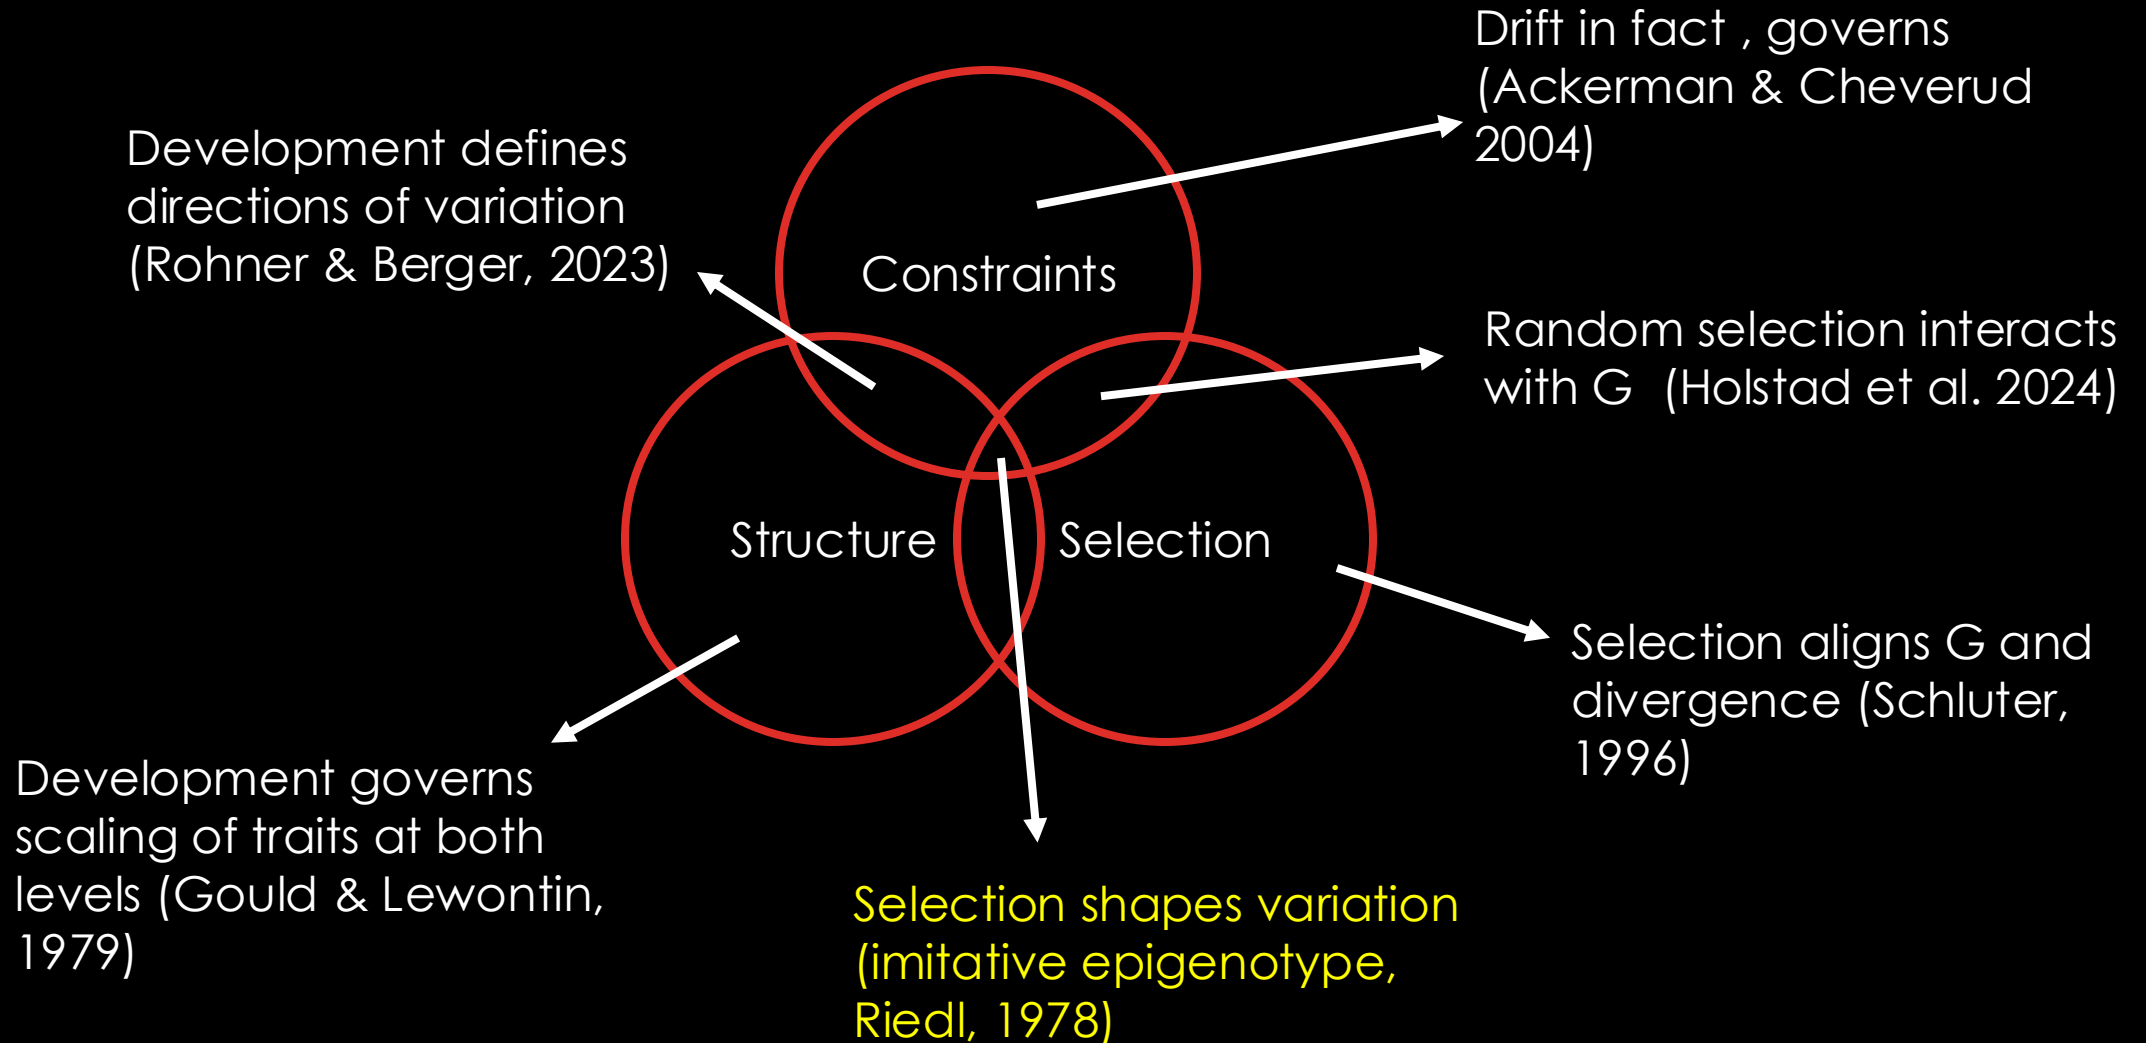 Drift in fact , governs
(Ackerman & Cheverud
2004)
Development defines
directions of variation
(Rohner & Berger, 2023)
Constraints
Random selection interacts
with G (Holstad et al. 2024)
Structure
Selection
Selection aligns G and
divergence (Schluter,
1996)
Development governs
scaling of traits at both
levels (Gould & Lewontin,
1979)
Selection shapes variation
(imitative epigenotype,
Riedl, 1978)